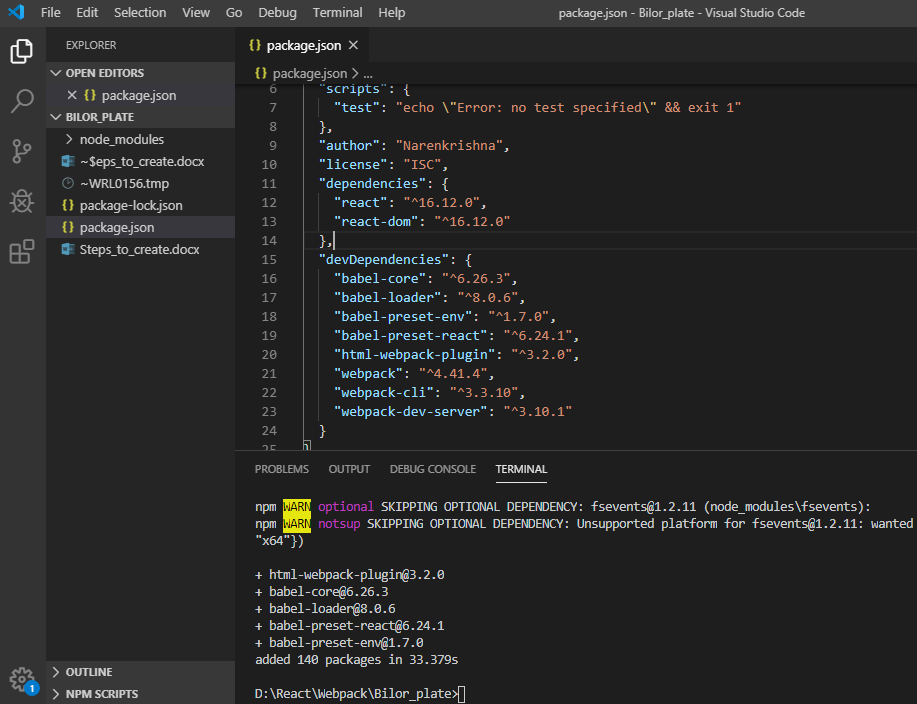 File Edit Selection View Go Debug Terminal Help package.json - Bilor_plate - Visual Studio Code
EXPLORER
OPEN EDITORS
package.json
BILOR_PLATE
node_modules
~$eps_to_create.docx
~WRL0156.tmp
package-lock.json
package.json
Steps_to_create.docx
OUTLINE
NPM SCRIPTS
1
{} package.json
{} package.json > ...
6 "scripts": {
7 "test": "echo \"Error: no test specified\" && exit 1"
8 },
9 "author": "Narenkrishna",
10 "license": "ISC",
11 "dependencies": {
12 "react": "^16.12.0",
13 "react-dom": "^16.12.0"
14 },
15 "devDependencies": {
16 "babel-core": "^6.26.3",
17 "babel-loader": "^8.0.6",
18 "babel-preset-env": "^1.7.0",
19 "babel-preset-react": "^6.24.1",
20 "html-webpack-plugin": "^3.2.0",
21 "webpack": "^4.41.4",
22 "webpack-cli": "^3.3.10",
23 "webpack-dev-server": "^3.10.1"
24 }
25 }
PROBLEMS OUTPUT DEBUG CONSOLE TERMINAL
npm WARN optional SKIPPING OPTIONAL DEPENDENCY: fsevents@1.2.11 (node_modules\fsevents):
npm WARN notsup SKIPPING OPTIONAL DEPENDENCY: Unsupported platform for fsevents@1.2.11: wanted
"x64"})
+ html-webpack-plugin@3.2.0
+ babel-core@6.26.3
+ babel-loader@8.0.6
+ babel-preset-react@6.24.1
+ babel-preset-env@1.7.0
added 140 packages in 33.379s
D:\React\Webpack\Bilor_plate>